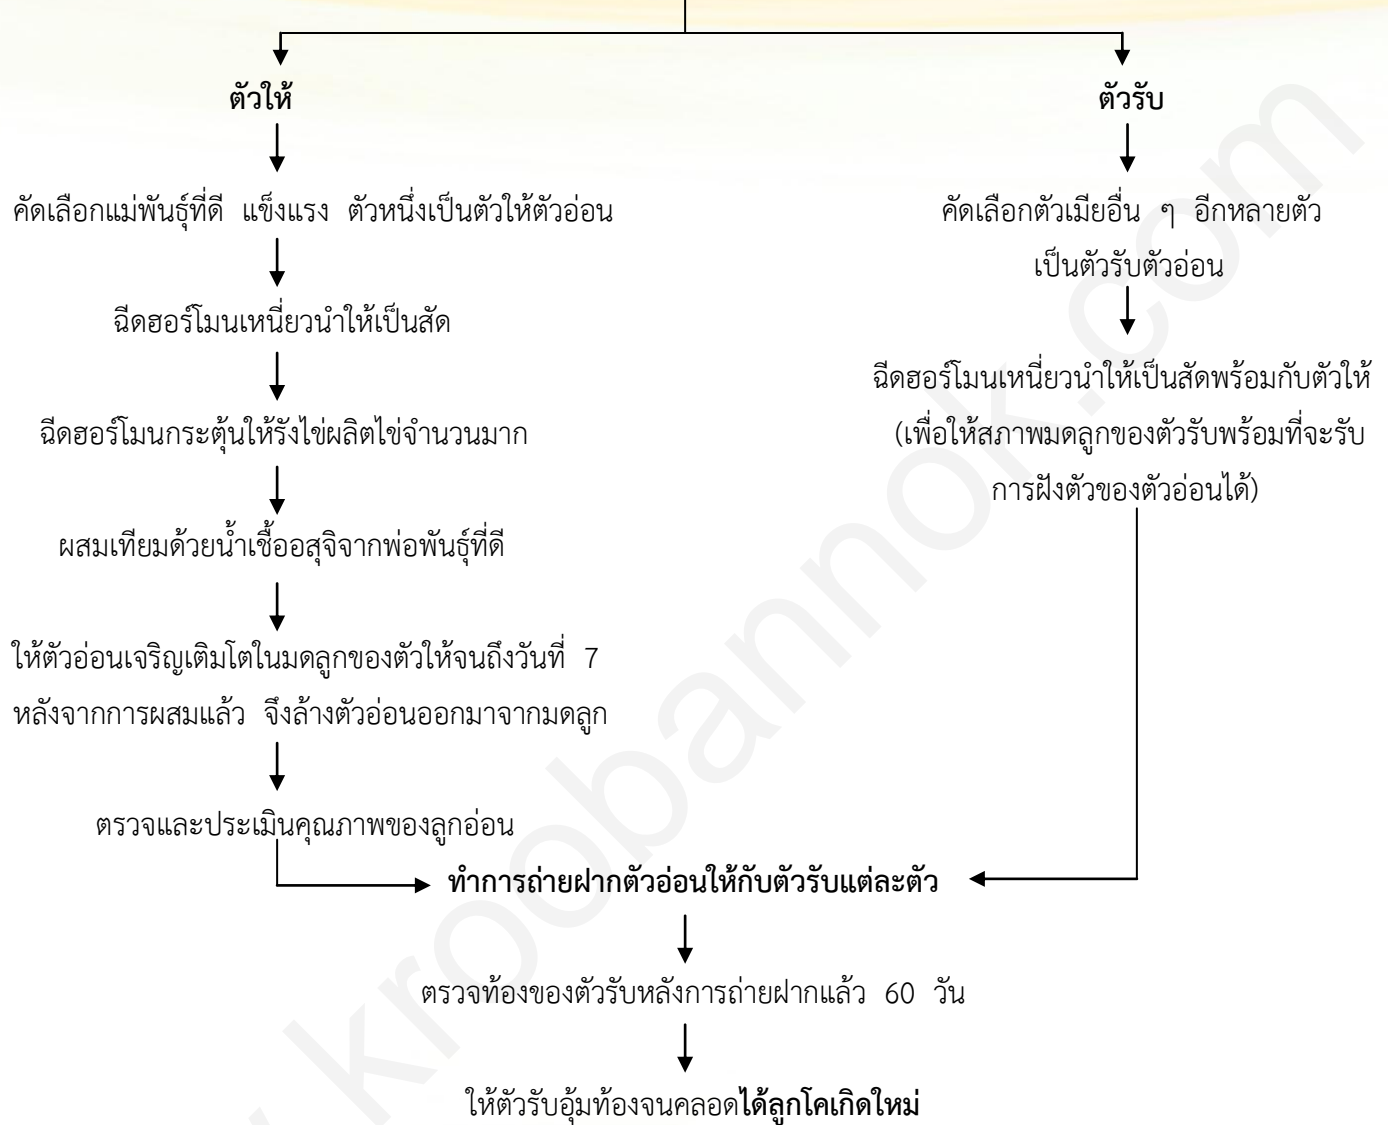 ตัวให้
คัดเลือกแม่พันธุ์ที่ดี แข็งแรง ตัวหนึ่งเป็นตัวให้ตัวอ่อน
ฉีดฮอร์โมนเหนี่ยวนำให้เป็นสัด
ฉีดฮอร์โมนกระตุ้นให้รังไข่ผลิตไข่จำนวนมาก
ผสมเทียมด้วยน้ำเชื้ออสุจิจากพ่อพันธุ์ที่ดี
ให้ตัวอ่อนเจริญเติมโตในมดลูกของตัวให้จนถึงวันที่ 7
หลังจากการผสมแล้ว จึงล้างตัวอ่อนออกมาจากมดลูก
ตรวจและประเมินคุณภาพของลูกอ่อน
ตัวรับ
คัดเลือกตัวเมียอื่น ๆ อีกหลายตัว
เป็นตัวรับตัวอ่อน
ฉีดฮอร์โมนเหนี่ยวนำให้เป็นสัดพร้อมกับตัวให้
(เพื่อให้สภาพมดลูกของตัวรับพร้อมที่จะรับ
การฝังตัวของตัวอ่อนได้)
ทำการถ่ายฝากตัวอ่อนให้กับตัวรับแต่ละตัว
ตรวจท้องของตัวรับหลังการถ่ายฝากแล้ว 60 วัน
ให้ตัวรับอุ้มท้องจนคลอดได้ลูกโคเกิดใหม่
kroobannok.com